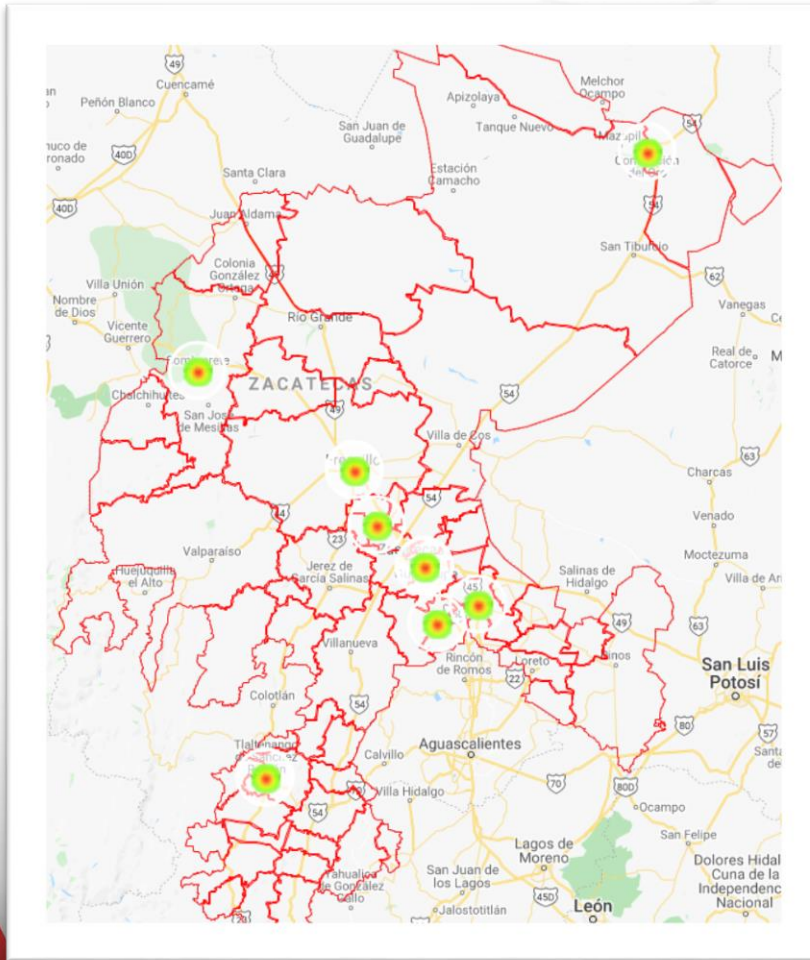 49
Cuencamé
Melchor
Ocampo
Peñón Blanco
Apizolaya
54
San Juan de
Guadalupe
Tanque Nuevo
40D
Estación
Camacho
Santa Clara
40D
Juan Aldama
54
San Tiburcio
Colonia
González
Villa Unión
62
Nombre
de Dios
Vanegas
Río Grande
Vicente
Guerrero
Real de
Catorce
ZACATECAS
Chalchihuites
54
49
San José
de Mesillas
Villa de Cos
63
Charcas
54
44
Venado
23
Valparaíso
Moctezuma
Jerez de
García Salinas
Salinas de
Hidalgo
Huejuquilla
el Alto
45
49
63
Villanueva
Rincón
de Romos
Loreto
San Luis
Potosí
22
Colotlán
54
80
57
Tlaltenango
Aguascalientes
Calvillo
70
80D
Villa Hidalgo
54
Ocampo
San Felipe
Lagos de
Moreno
Dolores Hidal
Cuna de la
Independenc
Nacional
San Juan de
los Lagos
45D
Jalostotitlán
León
23